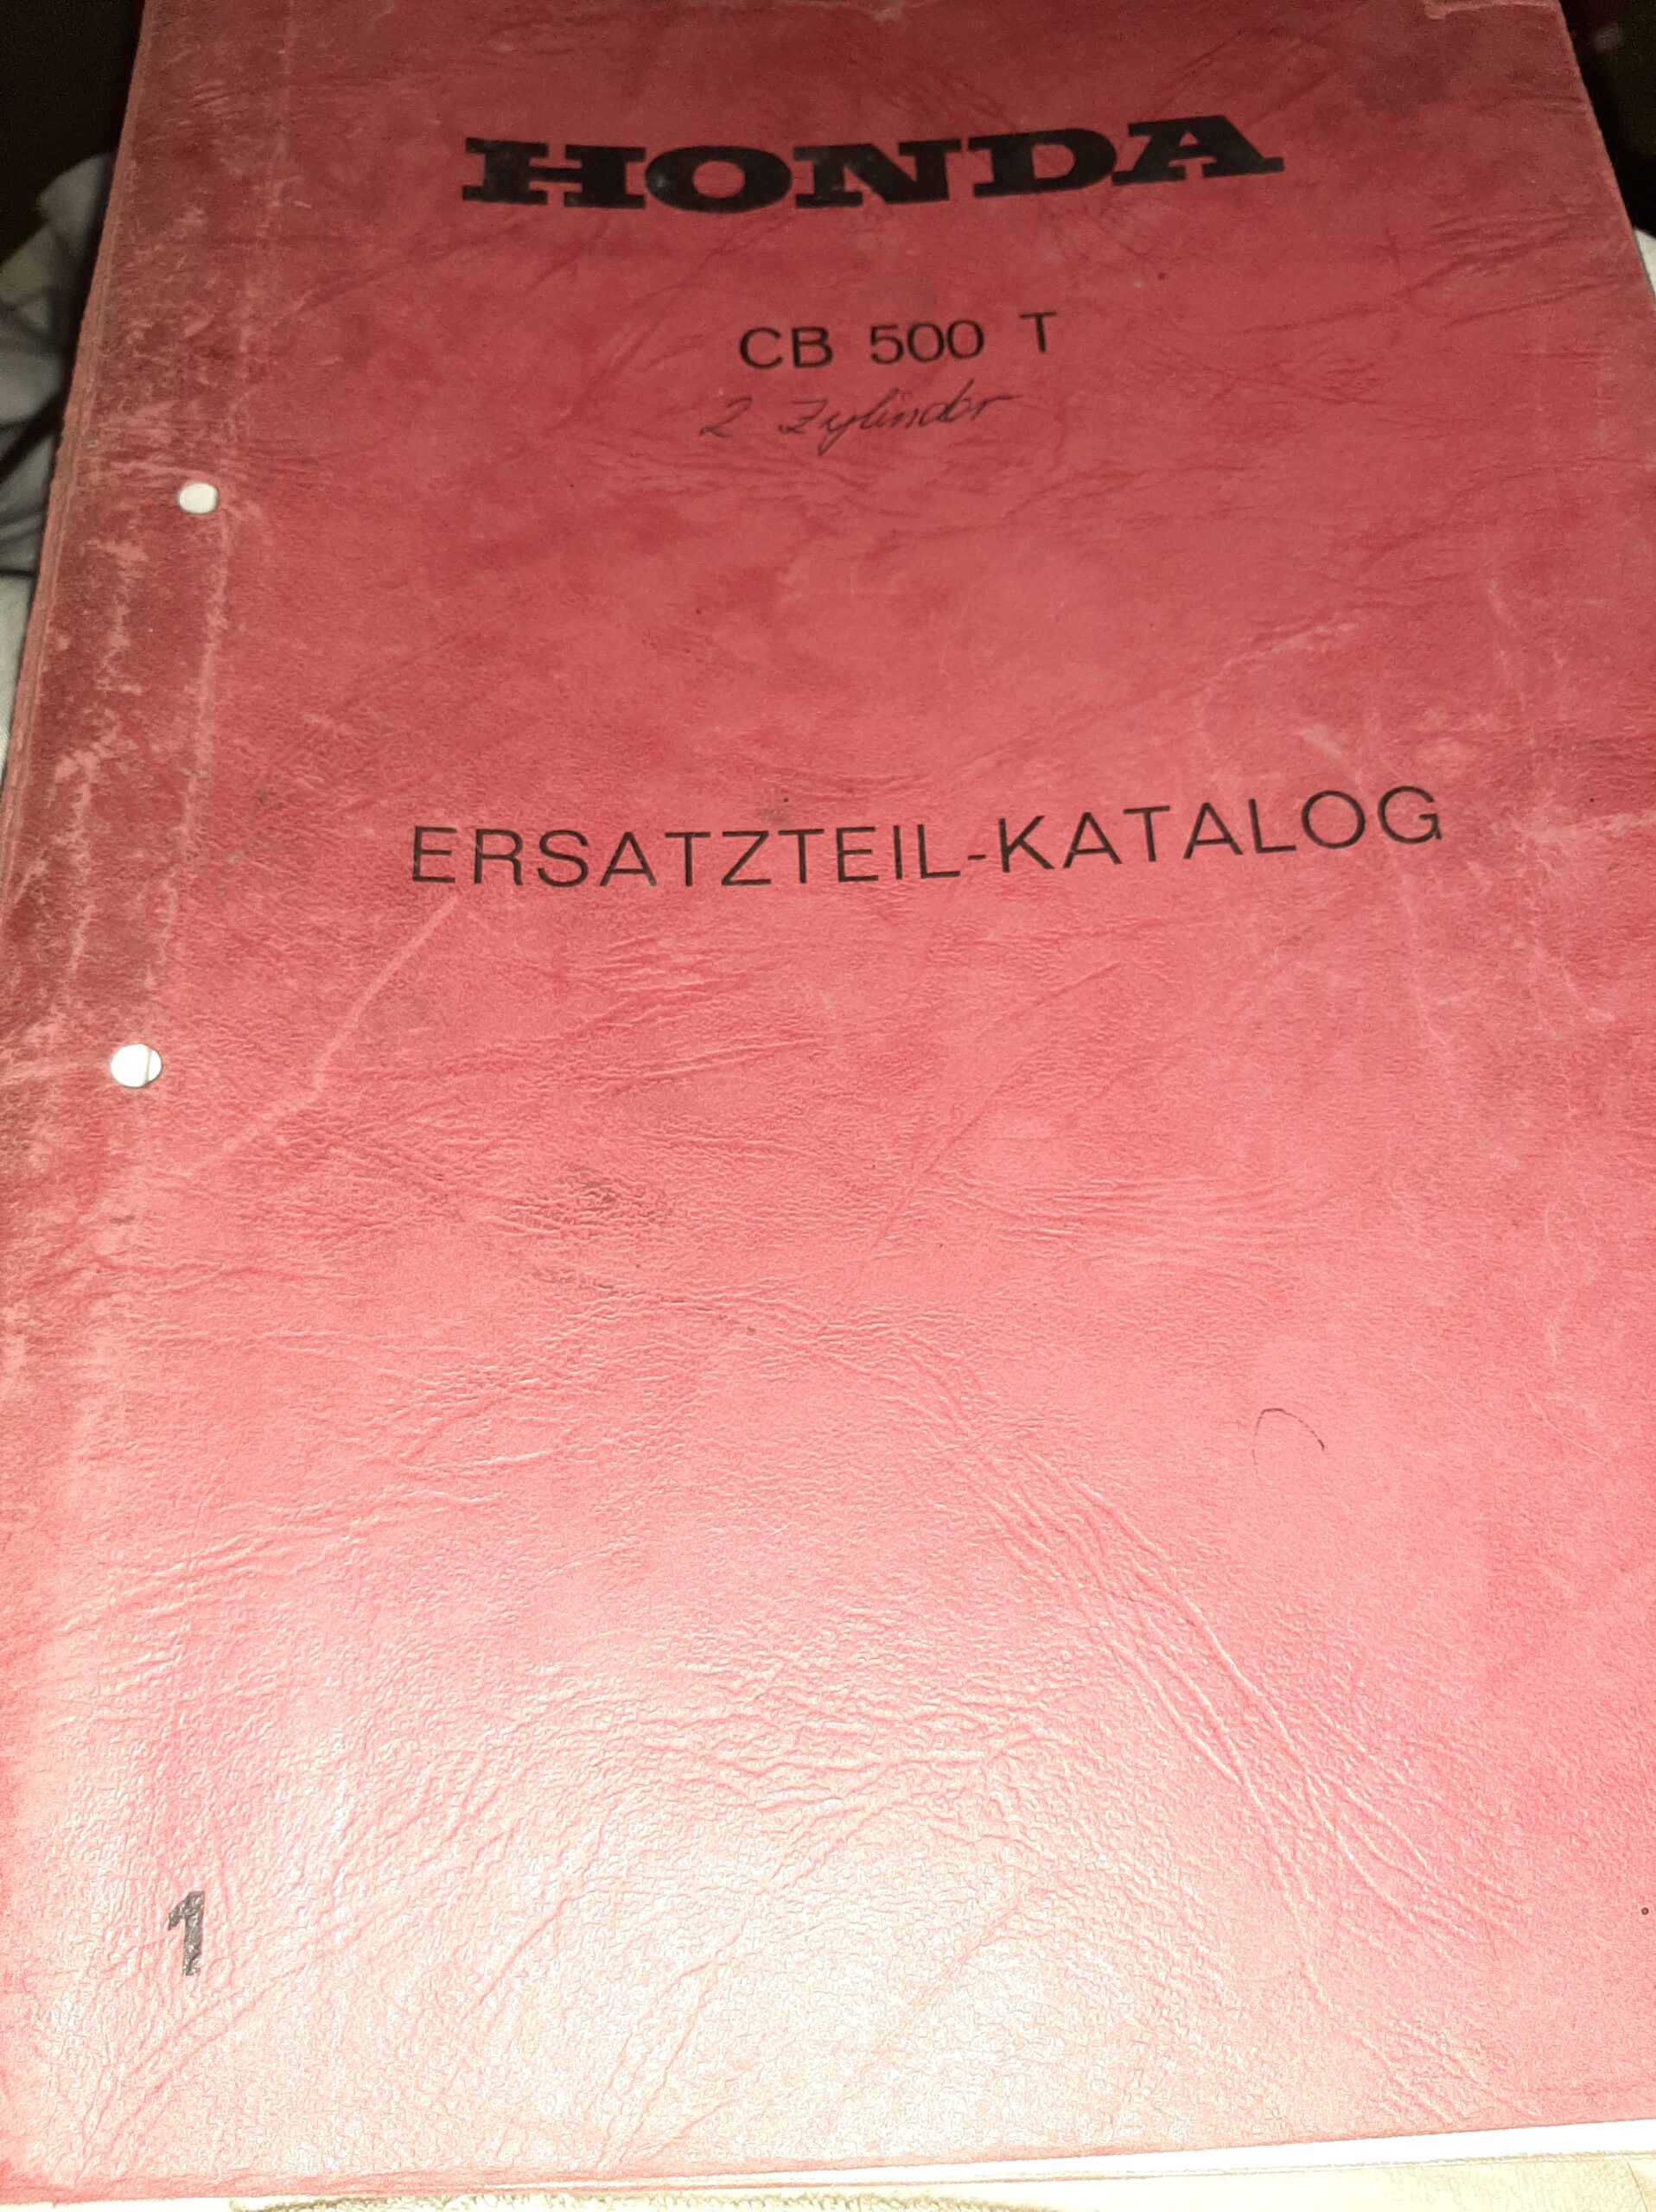 HONDA
CB 500 T
2 Zylinder
ERSATZTEIL-KATALOG
1